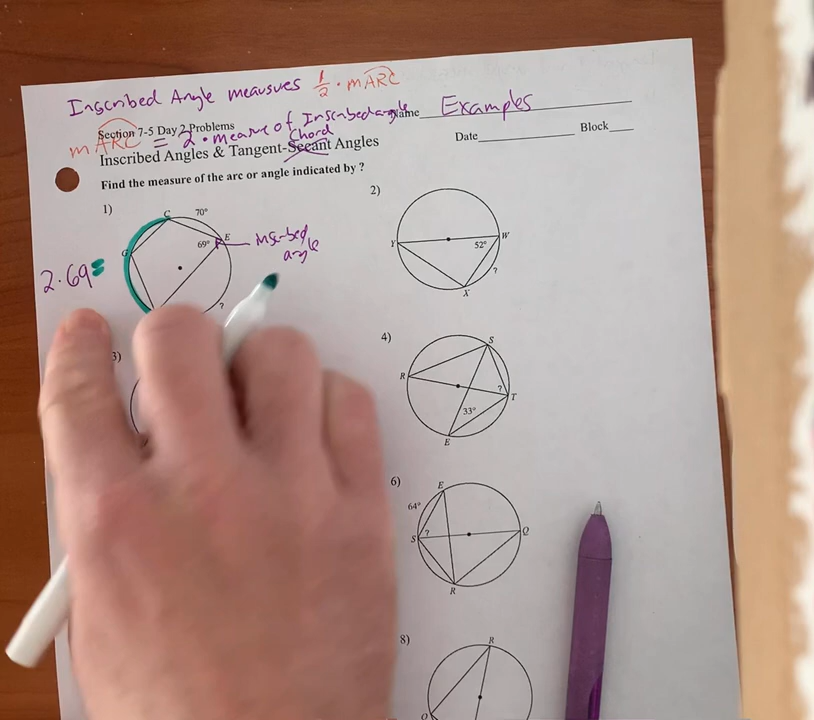 Inscribed Angle measures 1/2 · mARC
Name Examples
Section 7-5 Day 2 Problems
mARC = 2 · measure of Inscribed angle
Chord
Inscribed Angles & Tangent-Secant Angles
Date Block
Find the measure of the arc or angle indicated by ?
1)
C
70°
E
69°
Inscribed
angle
G
2·69=
?
2)
Y
W
52°
?
X
3)
4)
S
R
?
T
33°
E
6)
E
64°
S
?
Q
R
8)
R
Q